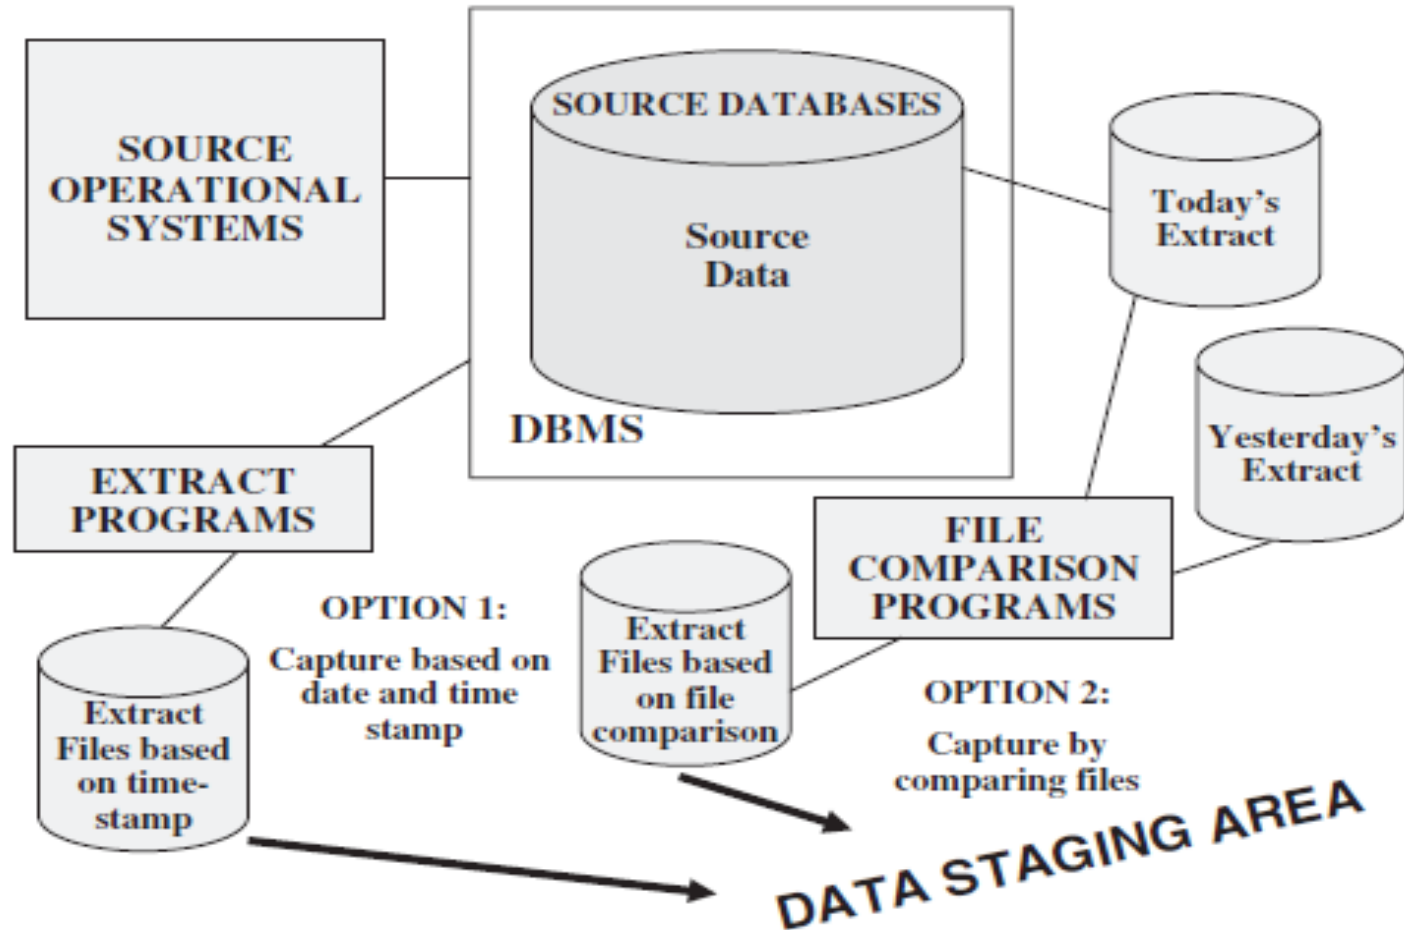 SOURCE
OPERATIONAL
SYSTEMS
SOURCE DATABASES
Source
Data
DBMS
Today's
Extract
Yesterday's
Extract
EXTRACT
PROGRAMS
FILE
COMPARISON
PROGRAMS
OPTION 1:
Capture based on
date and time
stamp
Extract
Files based
on time-
stamp
Extract
Files based
on file
comparison
OPTION 2:
Capture by
comparing files
DATA STAGING AREA